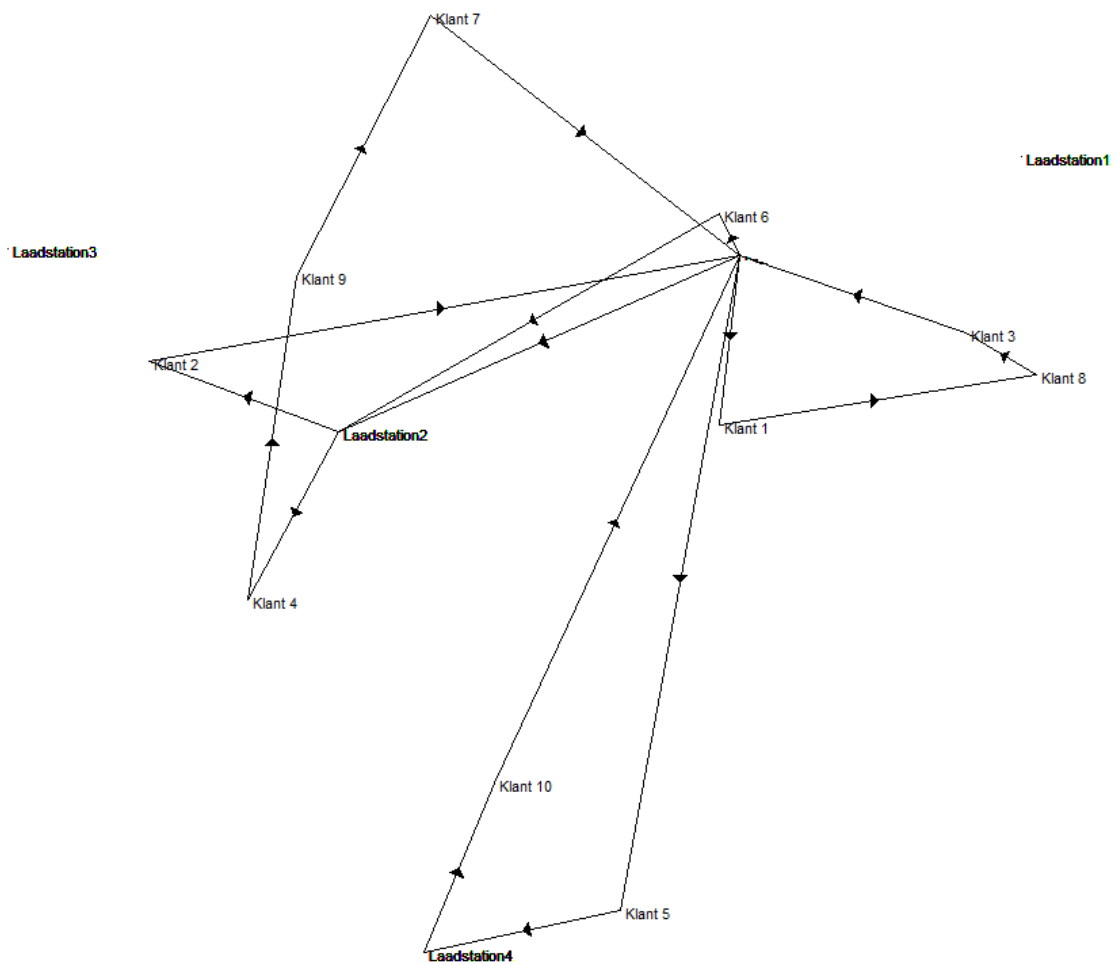 Klant 7
Laadstation1
Klant 6
Laadstation3
Klant 9
Klant 3
Klant 2
Klant 8
Klant 1
Laadstation2
Klant 4
Klant 10
Klant 5
Laadstation4